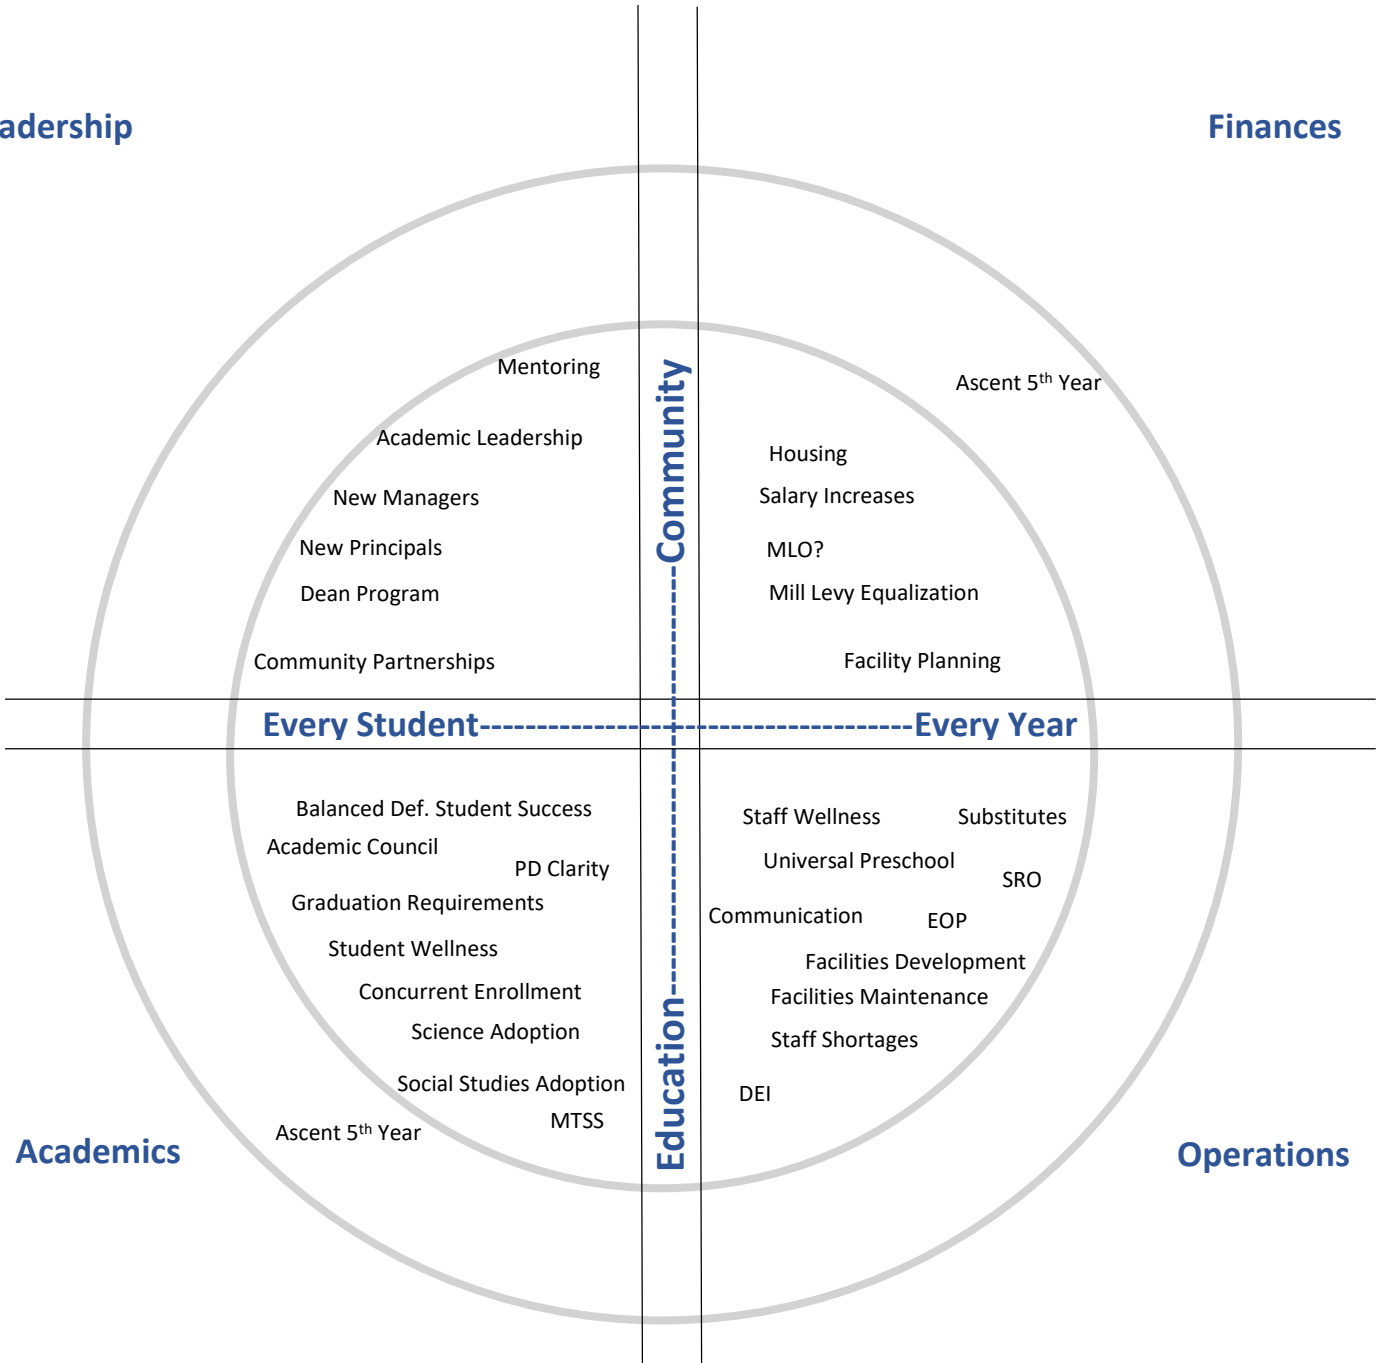 adership
Finances
Mentoring
Ascent 5th Year
Academic Leadership
Housing
New Managers
Salary Increases
New Principals
MLO?
Dean Program
Mill Levy Equalization
Community Partnerships
Facility Planning
Community
Every Student----------------------------------------Every Year
Education
Balanced Def. Student Success
Staff Wellness
Substitutes
Academic Council
Universal Preschool
PD Clarity
SRO
Graduation Requirements
Communication
EOP
Student Wellness
Facilities Development
Concurrent Enrollment
Facilities Maintenance
Science Adoption
Staff Shortages
Social Studies Adoption
DEI
MTSS
Ascent 5th Year
Academics
Operations